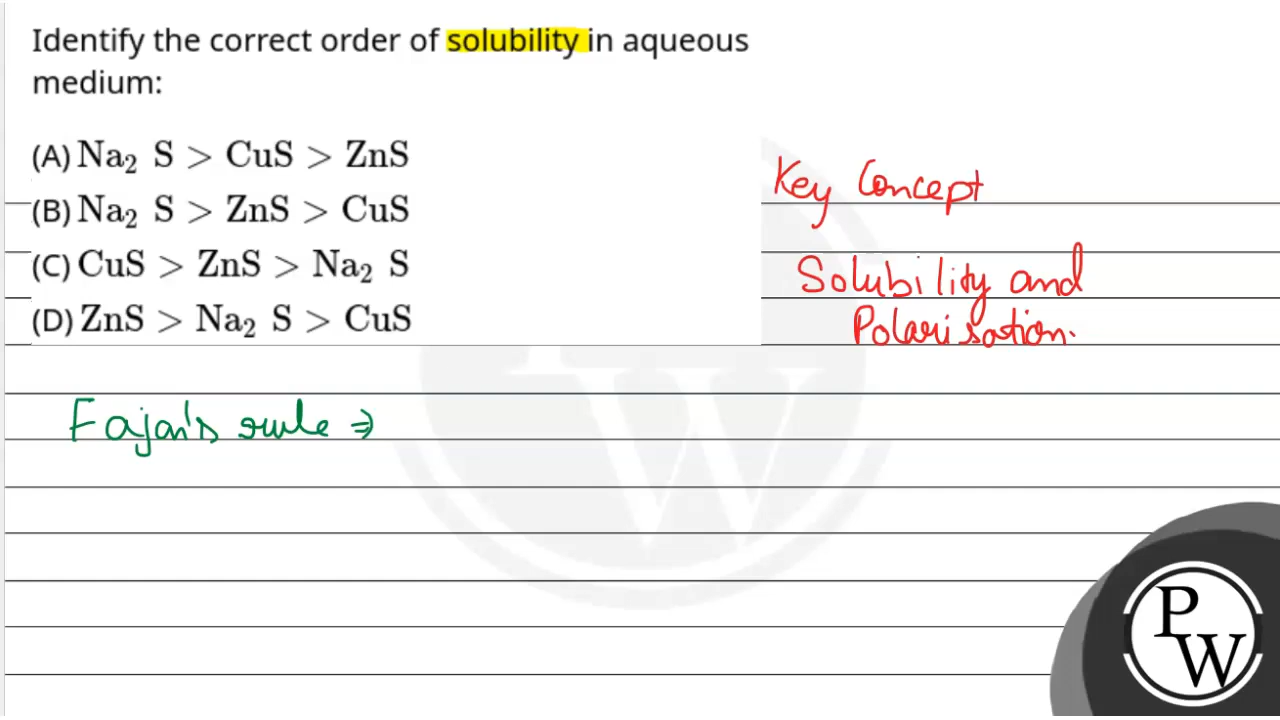 Identify the correct order of solubility in aqueous
medium:
(A) Na₂ S > CuS > ZnS
(B) Na₂ S > ZnS > CuS
(C) CuS > ZnS > Na₂ S
(D) ZnS > Na₂ S > CuS
Key Concept
Solubility and
Polarisation.
Fajan's rule ⇒
PW